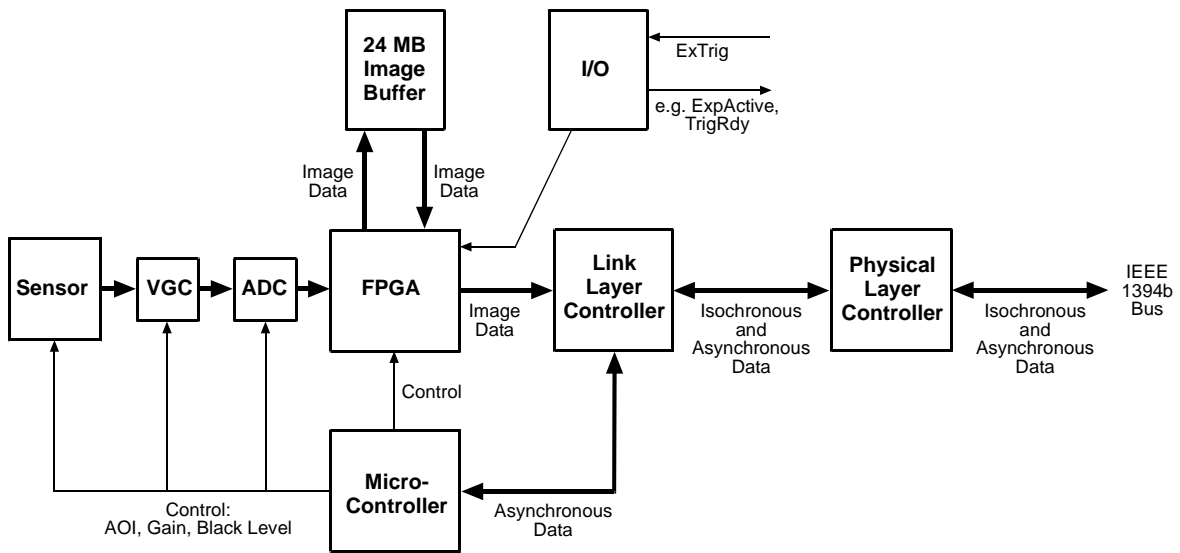 24 MB
Image
Buffer
I/O
ExTrig
e.g. ExpActive,
TrigRdy
Image
Data
Image
Data
Sensor
VGC
ADC
FPGA
Image
Data
Link
Layer
Controller
Isochronous
and
Asynchronous
Data
Physical
Layer
Controller
Isochronous
and
Asynchronous
Data
IEEE
1394b
Bus
Control
Micro-
Controller
Control:
AOI, Gain, Black Level
Asynchronous
Data